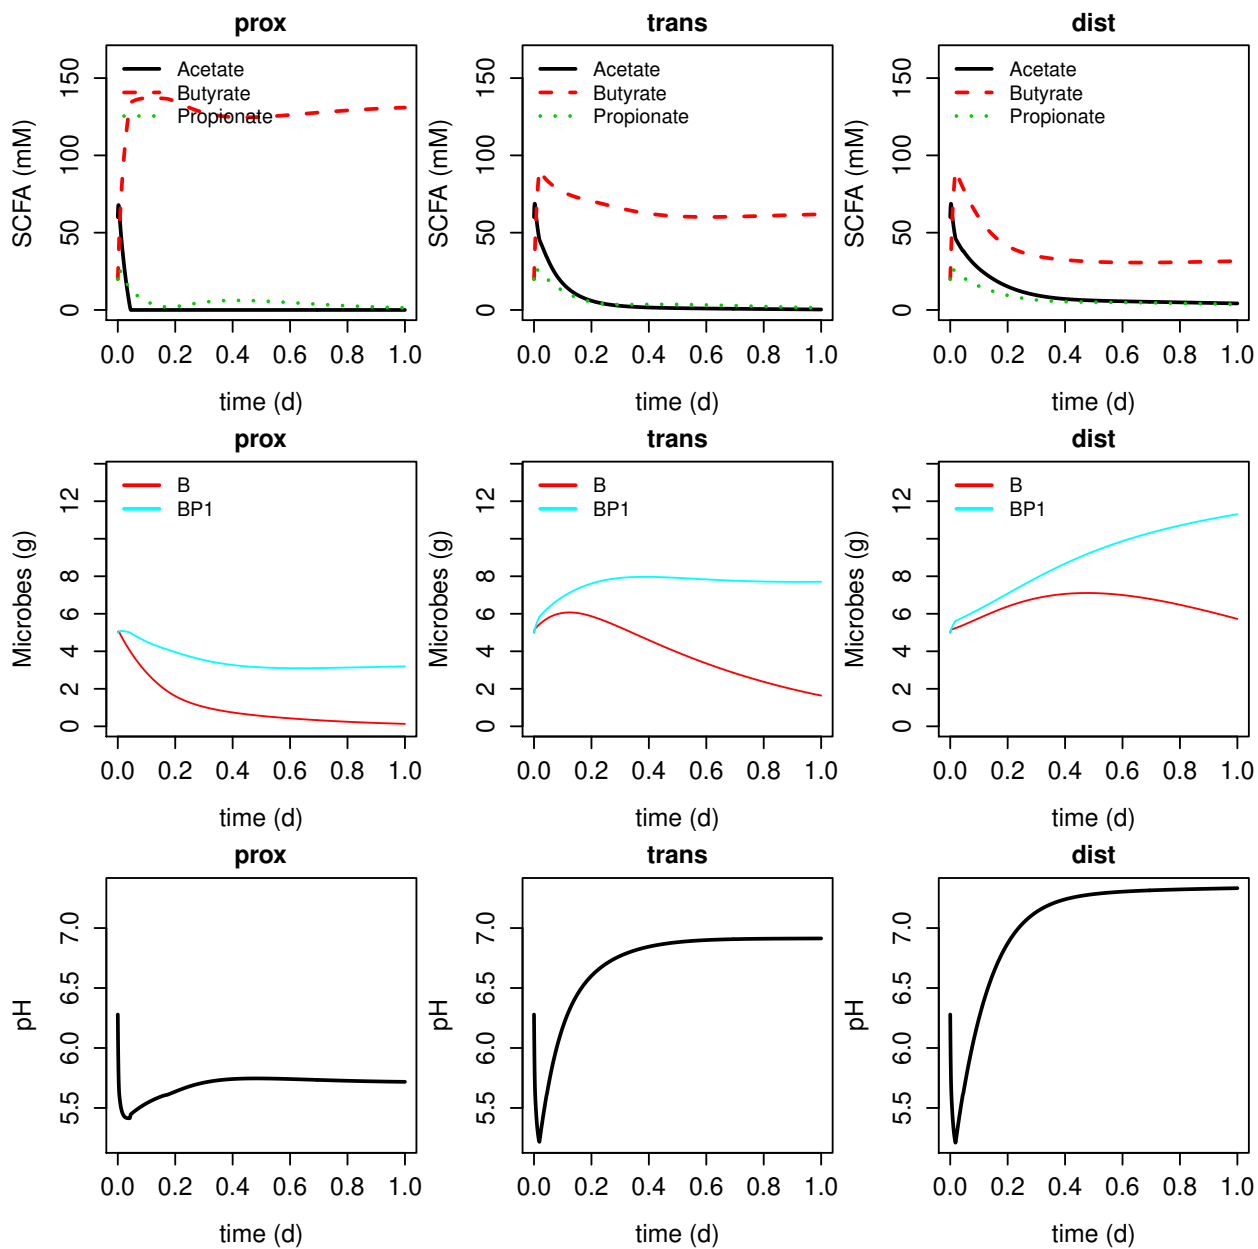 prox
SCFA (mM)
150
100
50
0
Acetate
Butyrate
Propionate
0.0 0.2 0.4 0.6 0.8 1.0
time (d)
trans
SCFA (mM)
150
100
50
0
Acetate
Butyrate
Propionate
0.0 0.2 0.4 0.6 0.8 1.0
time (d)
dist
SCFA (mM)
150
100
50
0
Acetate
Butyrate
Propionate
0.0 0.2 0.4 0.6 0.8 1.0
time (d)
prox
Microbes (g)
12
8
6
4
2
0
B
BP1
0.0 0.2 0.4 0.6 0.8 1.0
time (d)
trans
Microbes (g)
12
8
6
4
2
0
B
BP1
0.0 0.2 0.4 0.6 0.8 1.0
time (d)
dist
Microbes (g)
12
8
6
4
2
0
B
BP1
0.0 0.2 0.4 0.6 0.8 1.0
time (d)
prox
pH
7.0
6.5
6.0
5.5
0.0 0.2 0.4 0.6 0.8 1.0
time (d)
trans
pH
7.0
6.5
6.0
5.5
0.0 0.2 0.4 0.6 0.8 1.0
time (d)
dist
pH
7.0
6.5
6.0
5.5
0.0 0.2 0.4 0.6 0.8 1.0
time (d)